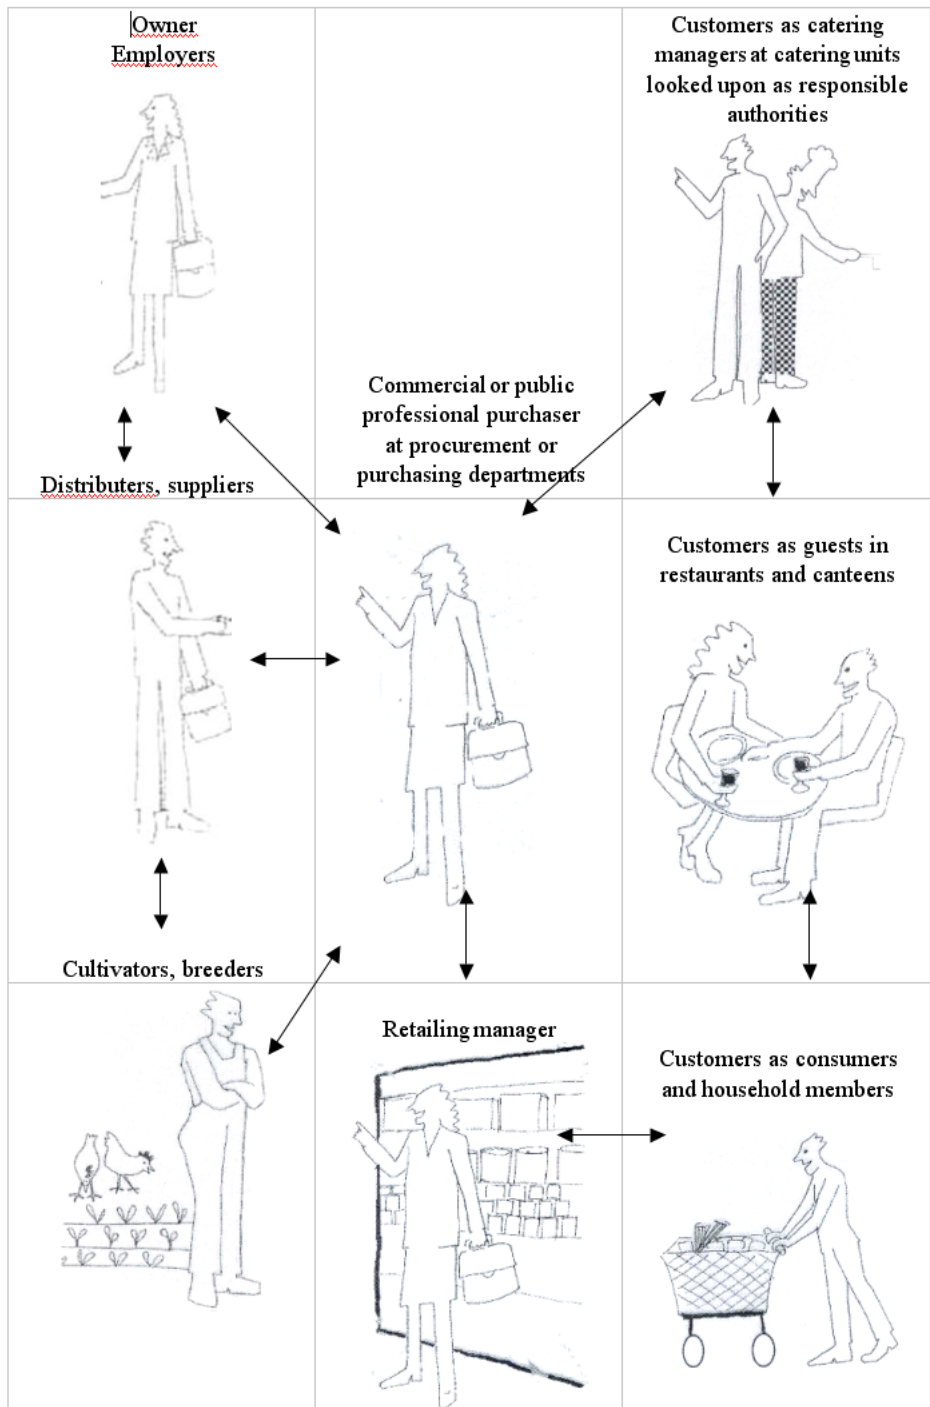 Owner
Employers
Customers as catering
managers at catering units
looked upon as responsible
authorities
Commercial or public
professional purchaser
at procurement or
purchasing departments
Distributers, suppliers
Customers as guests in
restaurants and canteens
Cultivators, breeders
Retailing manager
Customers as consumers
and household members